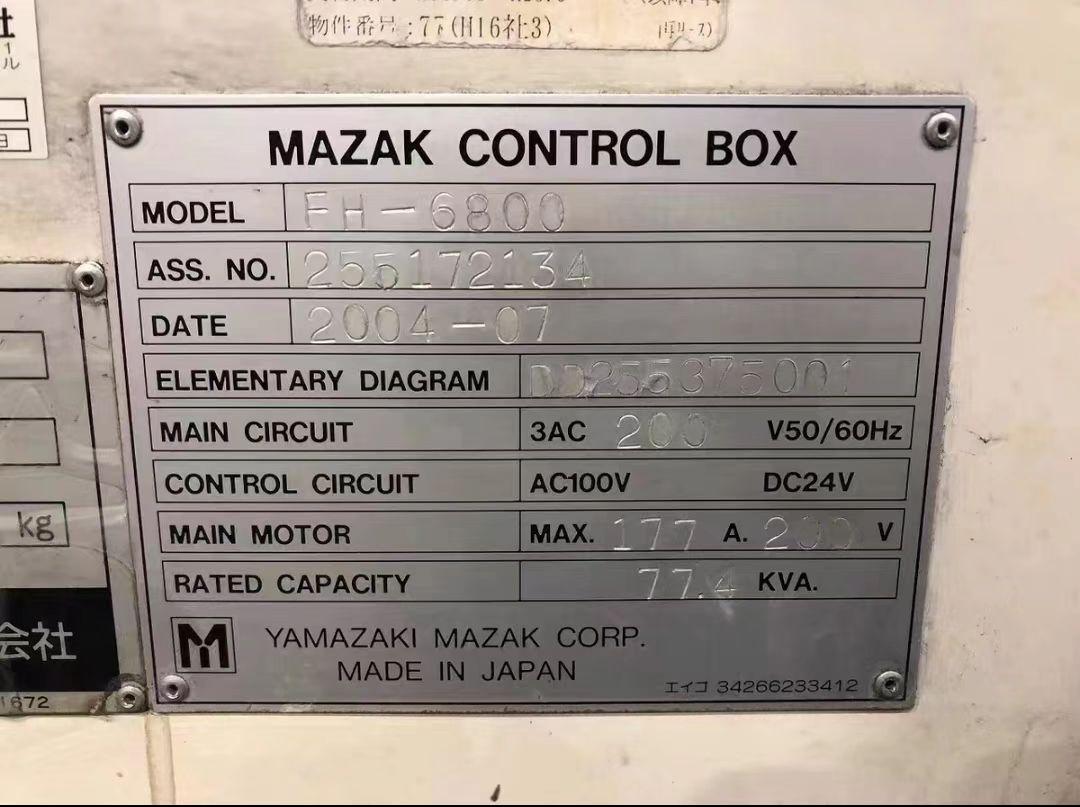 物件番号:77(H16社3)
MAZAK CONTROL BOX
MODEL FH-6800
ASS. NO. 255172134
DATE 2004-07
ELEMENTARY DIAGRAM DD255375001
MAIN CIRCUIT 3AC 200 V50/60Hz
CONTROL CIRCUIT AC100V DC24V
MAIN MOTOR MAX. 177 A. 200 V
RATED CAPACITY 77.4 KVA.
YAMAZAKI MAZAK CORP.
MADE IN JAPAN
エイコ 34266233412
kg
会社
1672